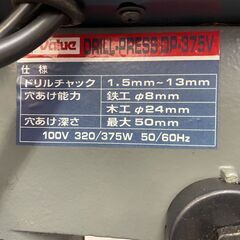 Value DRILL-PRESS DP-375V
仕様
ドリルチャック 1.5mm~13mm
穴あけ能力 鉄工 φ8mm
木工 φ24mm
穴あけ深さ 最大 50mm
100V 320/375W 50/60Hz